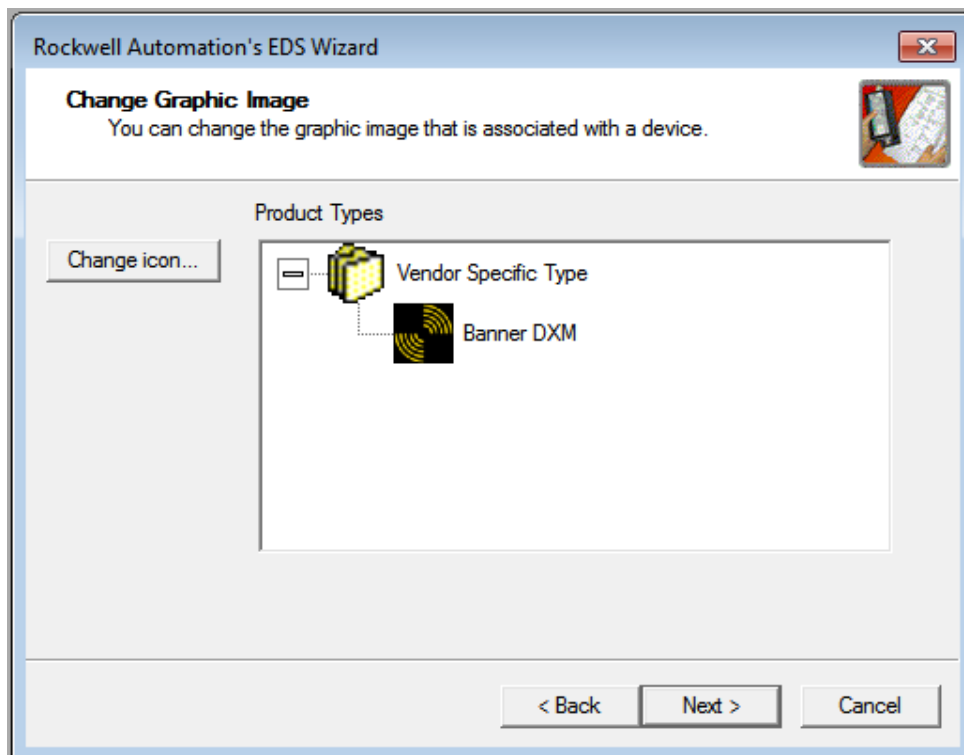 Rockwell Automation's EDS Wizard
Change Graphic Image
You can change the graphic image that is associated with a device.
Product Types
Change icon...
Vendor Specific Type
Banner DXM
< Back
Next >
Cancel